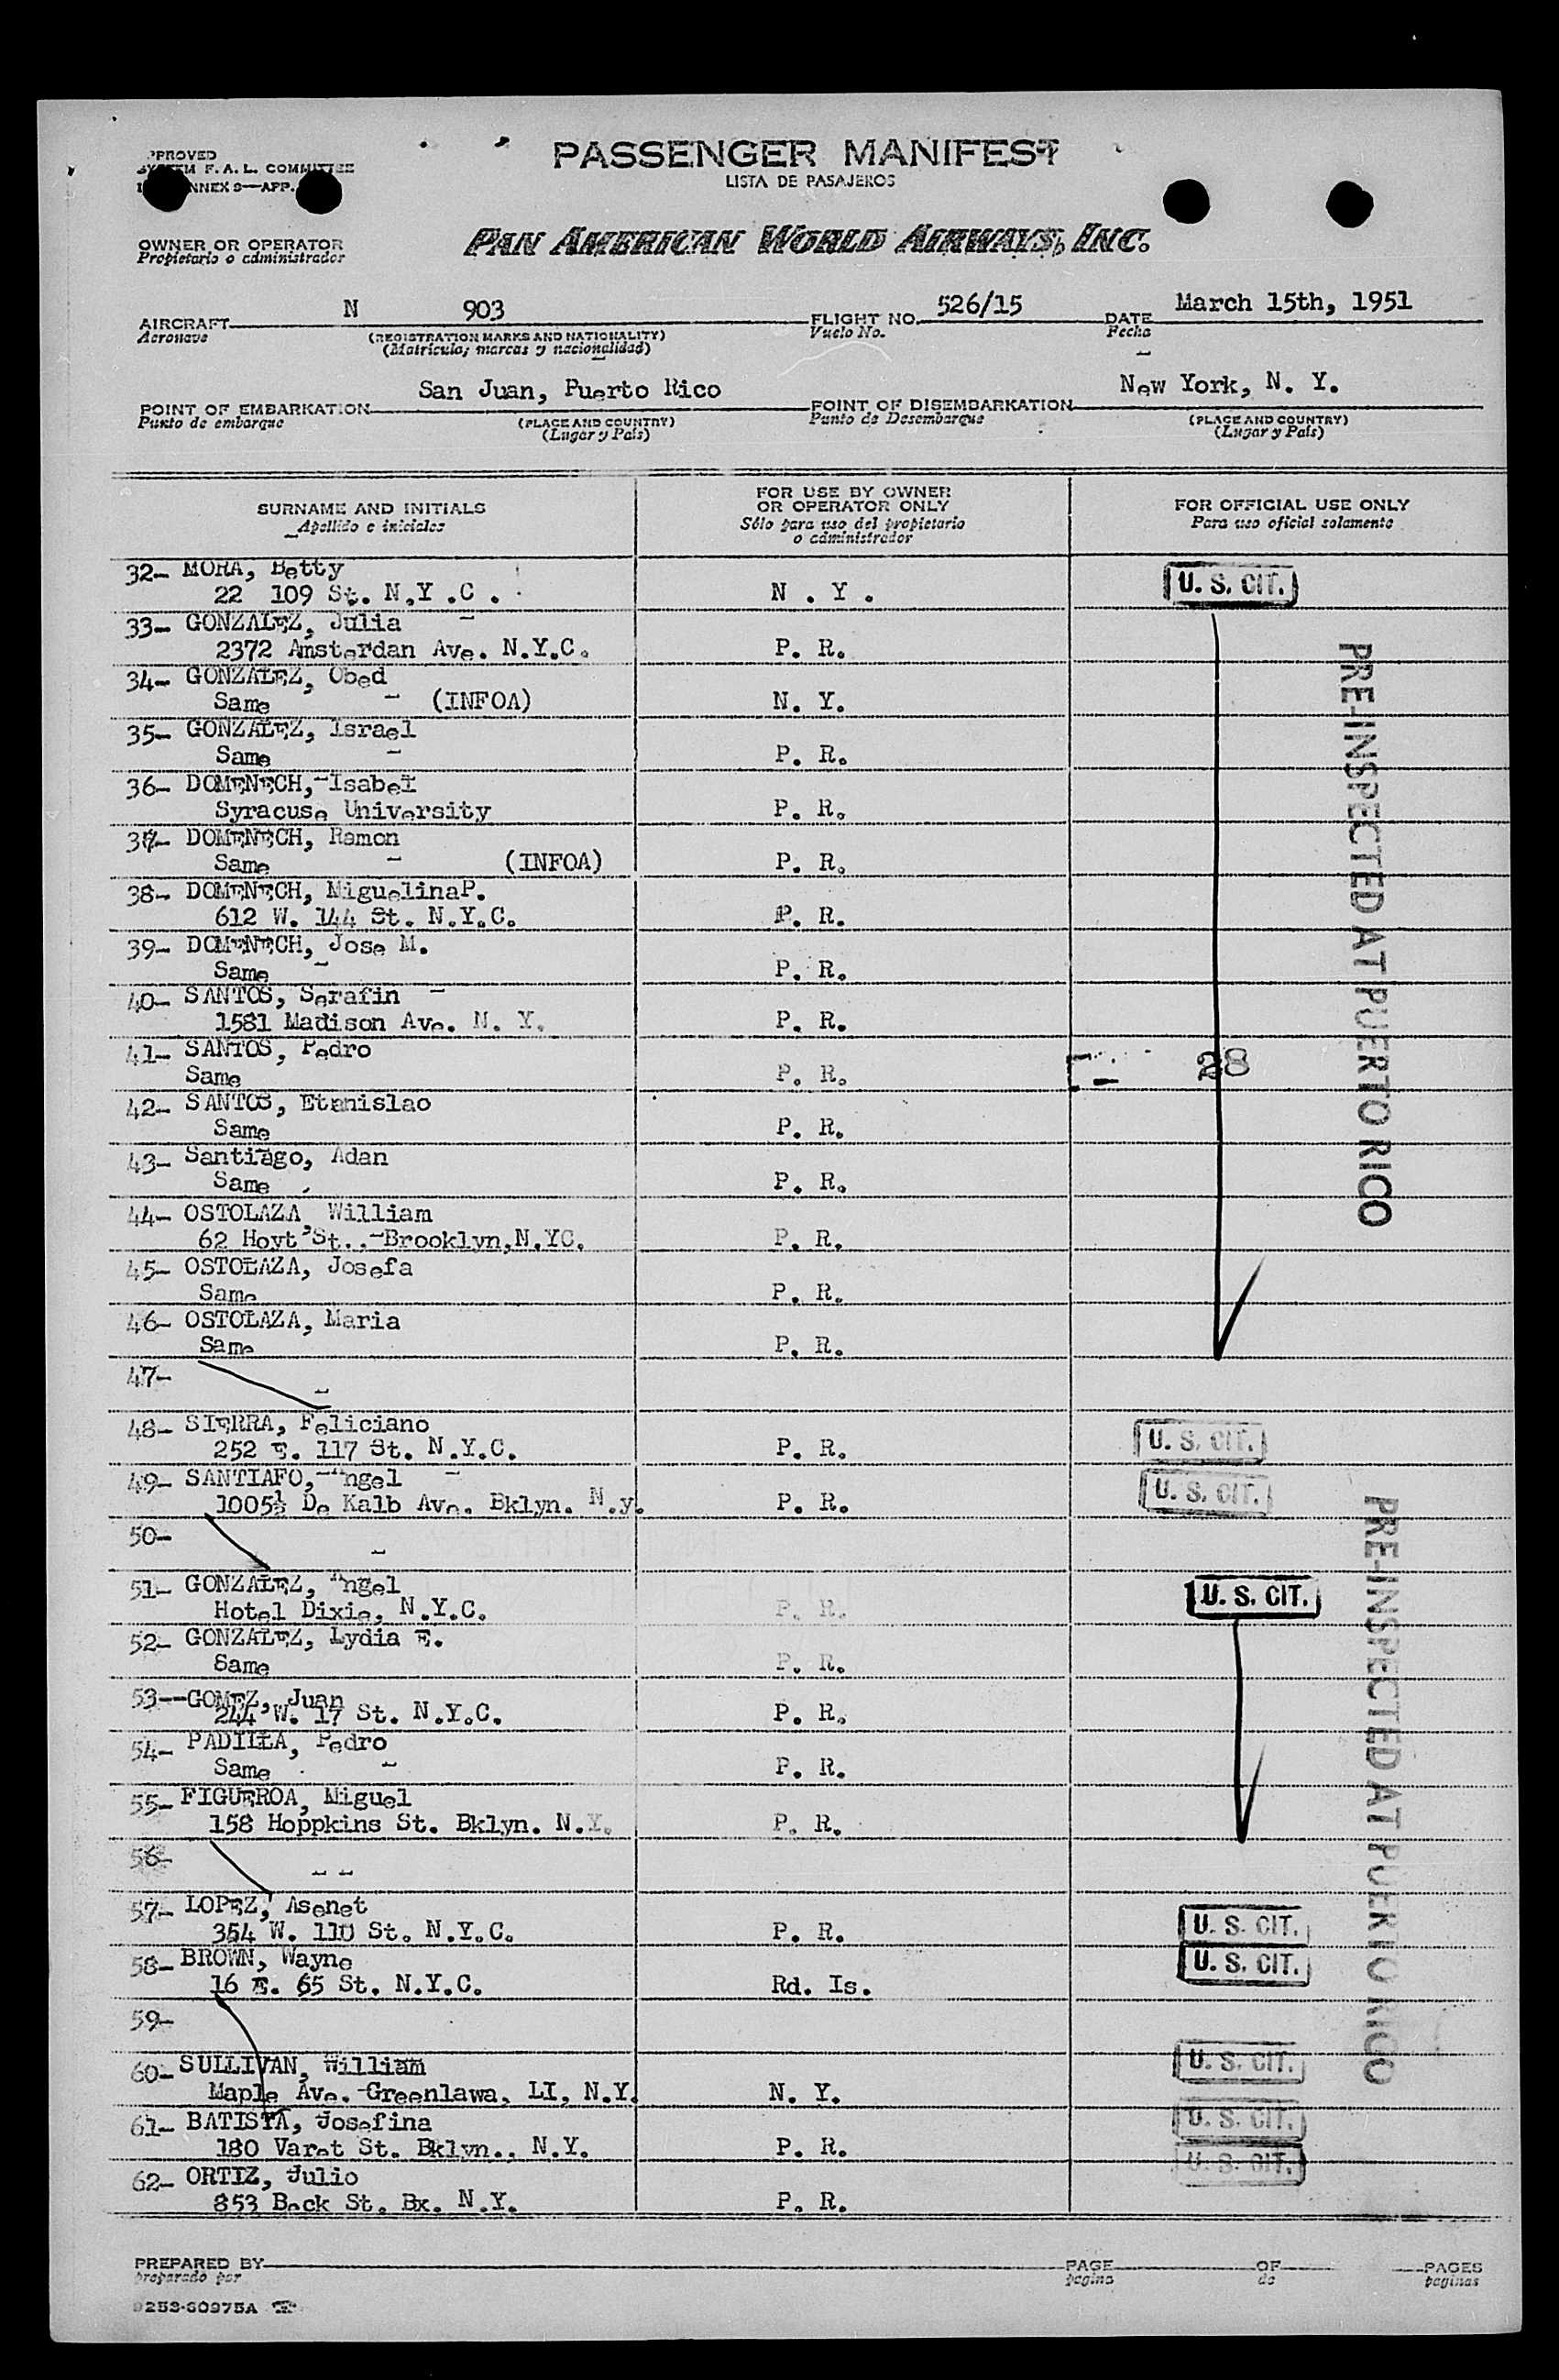 PPROVED
SYSTEM F. A. L. COMMITTEE
NNEX 9—APP.
PASSENGER MANIFEST
LISTA DE PASAJEROS
OWNER OR OPERATOR
Propietario o administrador
PAN AMERICAN WORLD AIRWAYS, INC.
AIRCRAFT N 903
Aeronave
(REGISTRATION MARKS AND NATIONALITY)
(Matricula; marcas y nacionalidad)
FLIGHT NO. 526/15
Vuelo No.
DATE March 15th, 1951
Fecha
POINT OF EMBARKATION San Juan, Puerto Rico
Punto de embarque
(PLACE AND COUNTRY)
(Lugar y País)
POINT OF DISEMBARKATION New York, N. Y.
Punto de Desembarque
(PLACE AND COUNTRY)
(Lugar y País)
SURNAME AND INITIALS
Apellido e iniciales
FOR USE BY OWNER
OR OPERATOR ONLY
Sólo para uso del propietario
o administrador
FOR OFFICIAL USE ONLY
Para uso oficial solamente
32- MORA, Betty
22 109 St. N.Y.C. N. Y. U. S. CIT.
33- GONZALEZ, Julia
2372 Amsterdan Ave. N.Y.C. P. R.
34- GONZALEZ, Obed
Same - (INFOA) N. Y.
35- GONZALEZ, Israel
Same - P. R.
36- DOMENECH, Isabel
Syracuse University P. R.
37- DOMENECH, Ramon
Same - (INFOA) P. R.
38- DOMENECH, MiguelinaP.
612 W. 144 St. N.Y.C. P. R.
39- DOMENECH, Jose M.
Same P. R.
40- SANTOS, Serafin -
1581 Madison Ave. N. Y. P. R.
41- SANTOS, Pedro
Same P. R. 28
42- SANTOS, Etanislao
Same P. R.
43- Santiago, Adan
Same P. R.
44- OSTOLAZA, William
62 Hoyt St..-Brooklyn,N.YC. P. R.
45- OSTOLAZA, Josefa
Same P. R.
46- OSTOLAZA, Maria
Same P. R.
PRE-INSPECTED AT PUERTO RICO
47-
48- SIERRA, Feliciano
252 E. 117 St. N.Y.C. P. R. U. S. CIT.
49- SANTIAFO, Angel
1005½ De Kalb Ave. Bklyn. N.y. P. R. U. S. CIT.
50-
51- GONZALEZ, Angel
Hotel Dixie, N.Y.C. P. R. U. S. CIT.
52- GONZALEZ, Lydia E.
Same P. R.
53--GOMEZ, Juan
244 W. 17 St. N.Y.C. P. R.
54- PADILLA, Pedro
Same - P. R.
55- FIGUEROA, Miguel
158 Hoppkins St. Bklyn. N.Y. P. R.
56-
57- LOPEZ, Asenet
354 W. 110 St. N.Y.C. P. R. U. S. CIT.
58- BROWN, Wayne
16 E. 65 St. N.Y.C. Rd. Is. U. S. CIT.
59-
60- SULLIVAN, William
Maple Ave. Greenlawa, LI, N.Y. N. Y. U. S. CIT.
61- BATISTA, Josefina
180 Varet St. Bklyn.. N.Y. P. R. U. S. CIT.
62- ORTIZ, Julio
853 Beck St. Bx. N.Y. P. R. U. S. CIT.
PRE-INSPECTED AT PUERTO RICO
PREPARED BY
preparado por
PAGE OF PAGES
pagina de paginas
9253-60975A